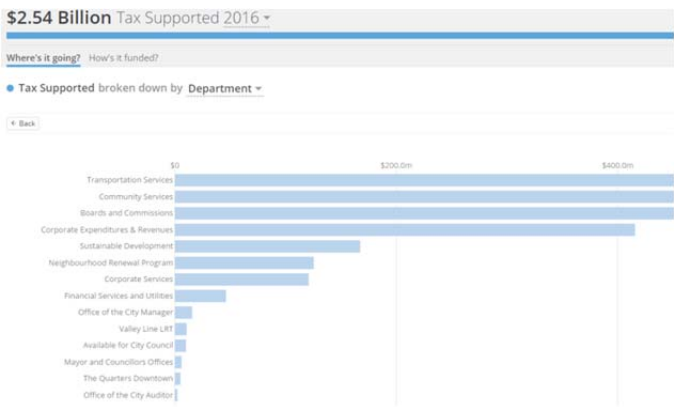 $2.54 Billion Tax Supported 2016
Where's it going? How's it funded?
Tax Supported broken down by Department
Back
$0 $200.0m $400.0m
Transportation Services
Community Services
Boards and Commissions
Corporate Expenditures & Revenues
Sustainable Development
Neighbourhood Renewal Program
Corporate Services
Financial Services and Utilities
Office of the City Manager
Valley Line LRT
Available for City Council
Mayor and Councillors Offices
The Quarters Downtown
Office of the City Auditor